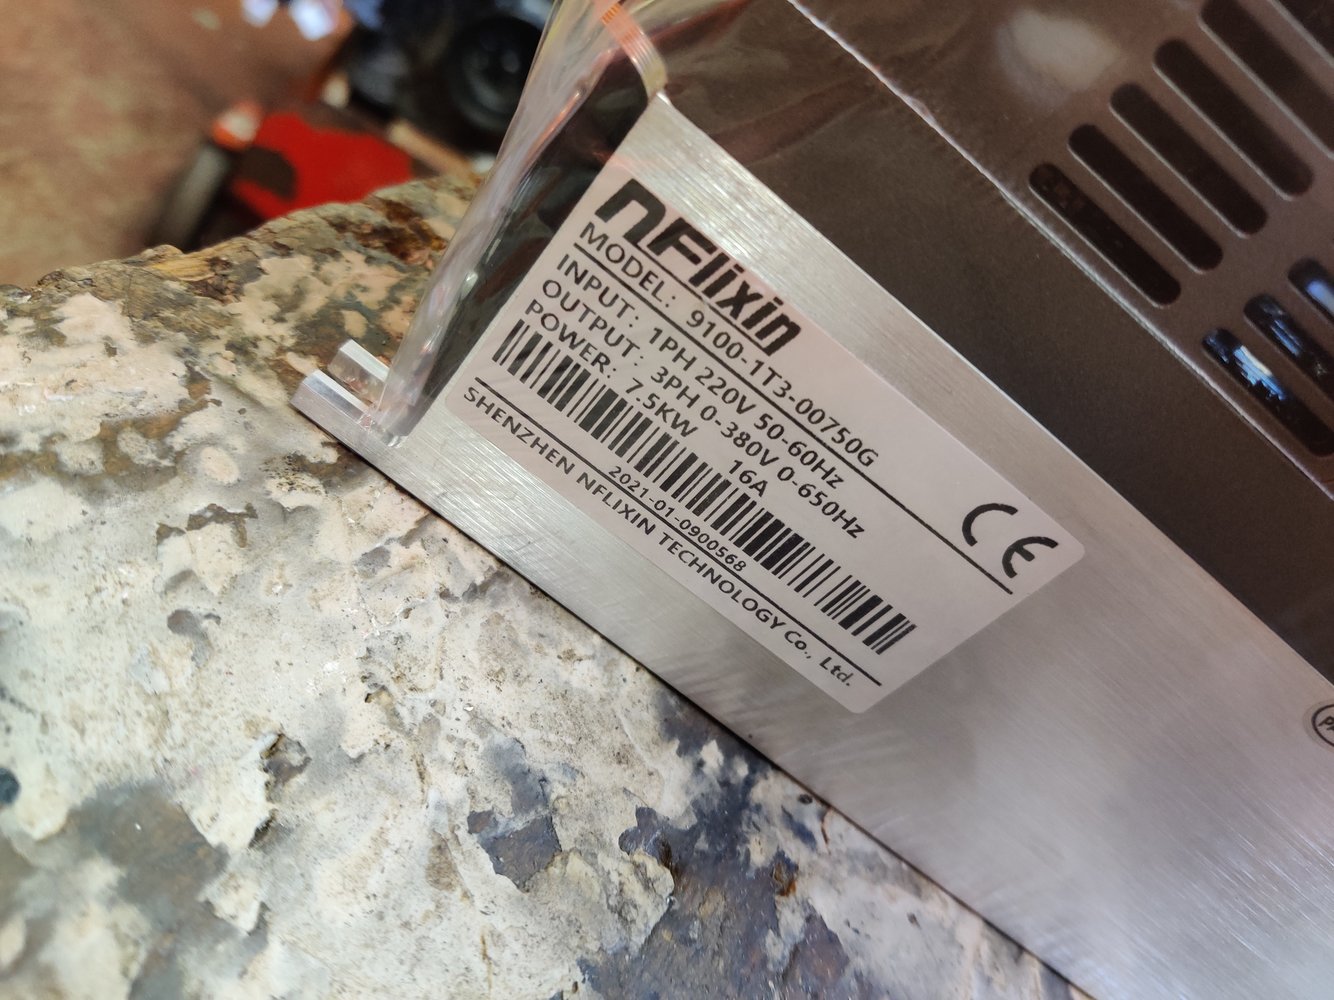 nFlixin
MODEL: 9100-1T3-00750G
INPUT: 1PH 220V 50-60Hz
OUTPUT: 3PH 0-380V 0-650Hz
POWER: 7.5KW 16A
CE
2021-01-0900568
SHENZHEN NFLIXIN TECHNOLOGY Co., Ltd.